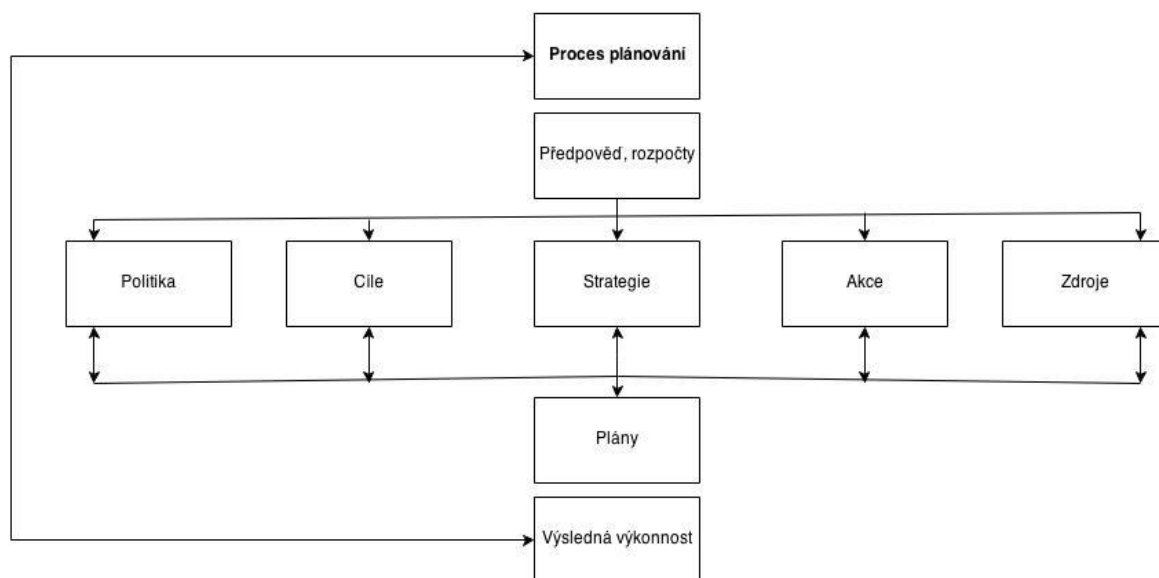 Proces plánování
Předpověď, rozpočty
Politika
Cíle
Strategie
Akce
Zdroje
Plány
Výsledná výkonnost